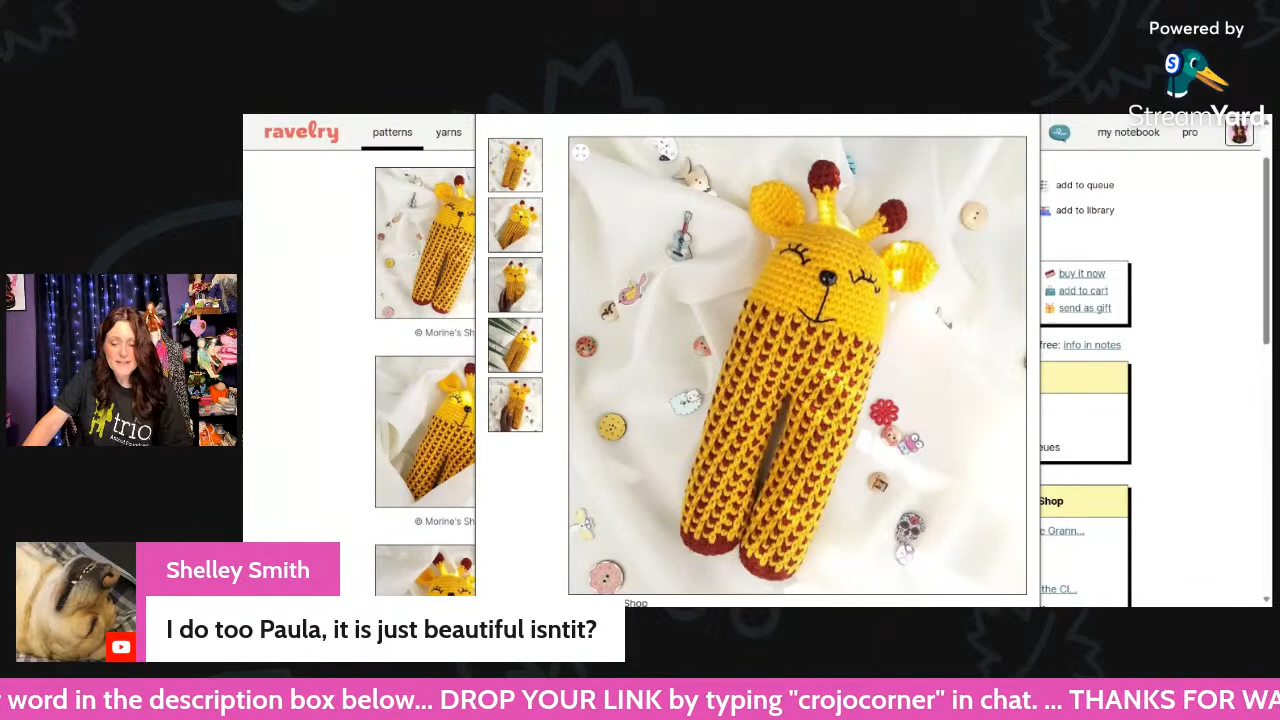 Powered by
StreamYard
ravelry
patterns
yarns
my notebook
pro
add to queue
add to library
buy it now
add to cart
send as gift
free: info in notes
© Morine's Sh
© Morine's Sh
Shop
e Grann...
the Cl...
Shop
trio
Shelley Smith
I do too Paula, it is just beautiful isntit?
word in the description box below... DROP YOUR LINK by typing "crojocorner" in chat. ... THANKS FOR WA